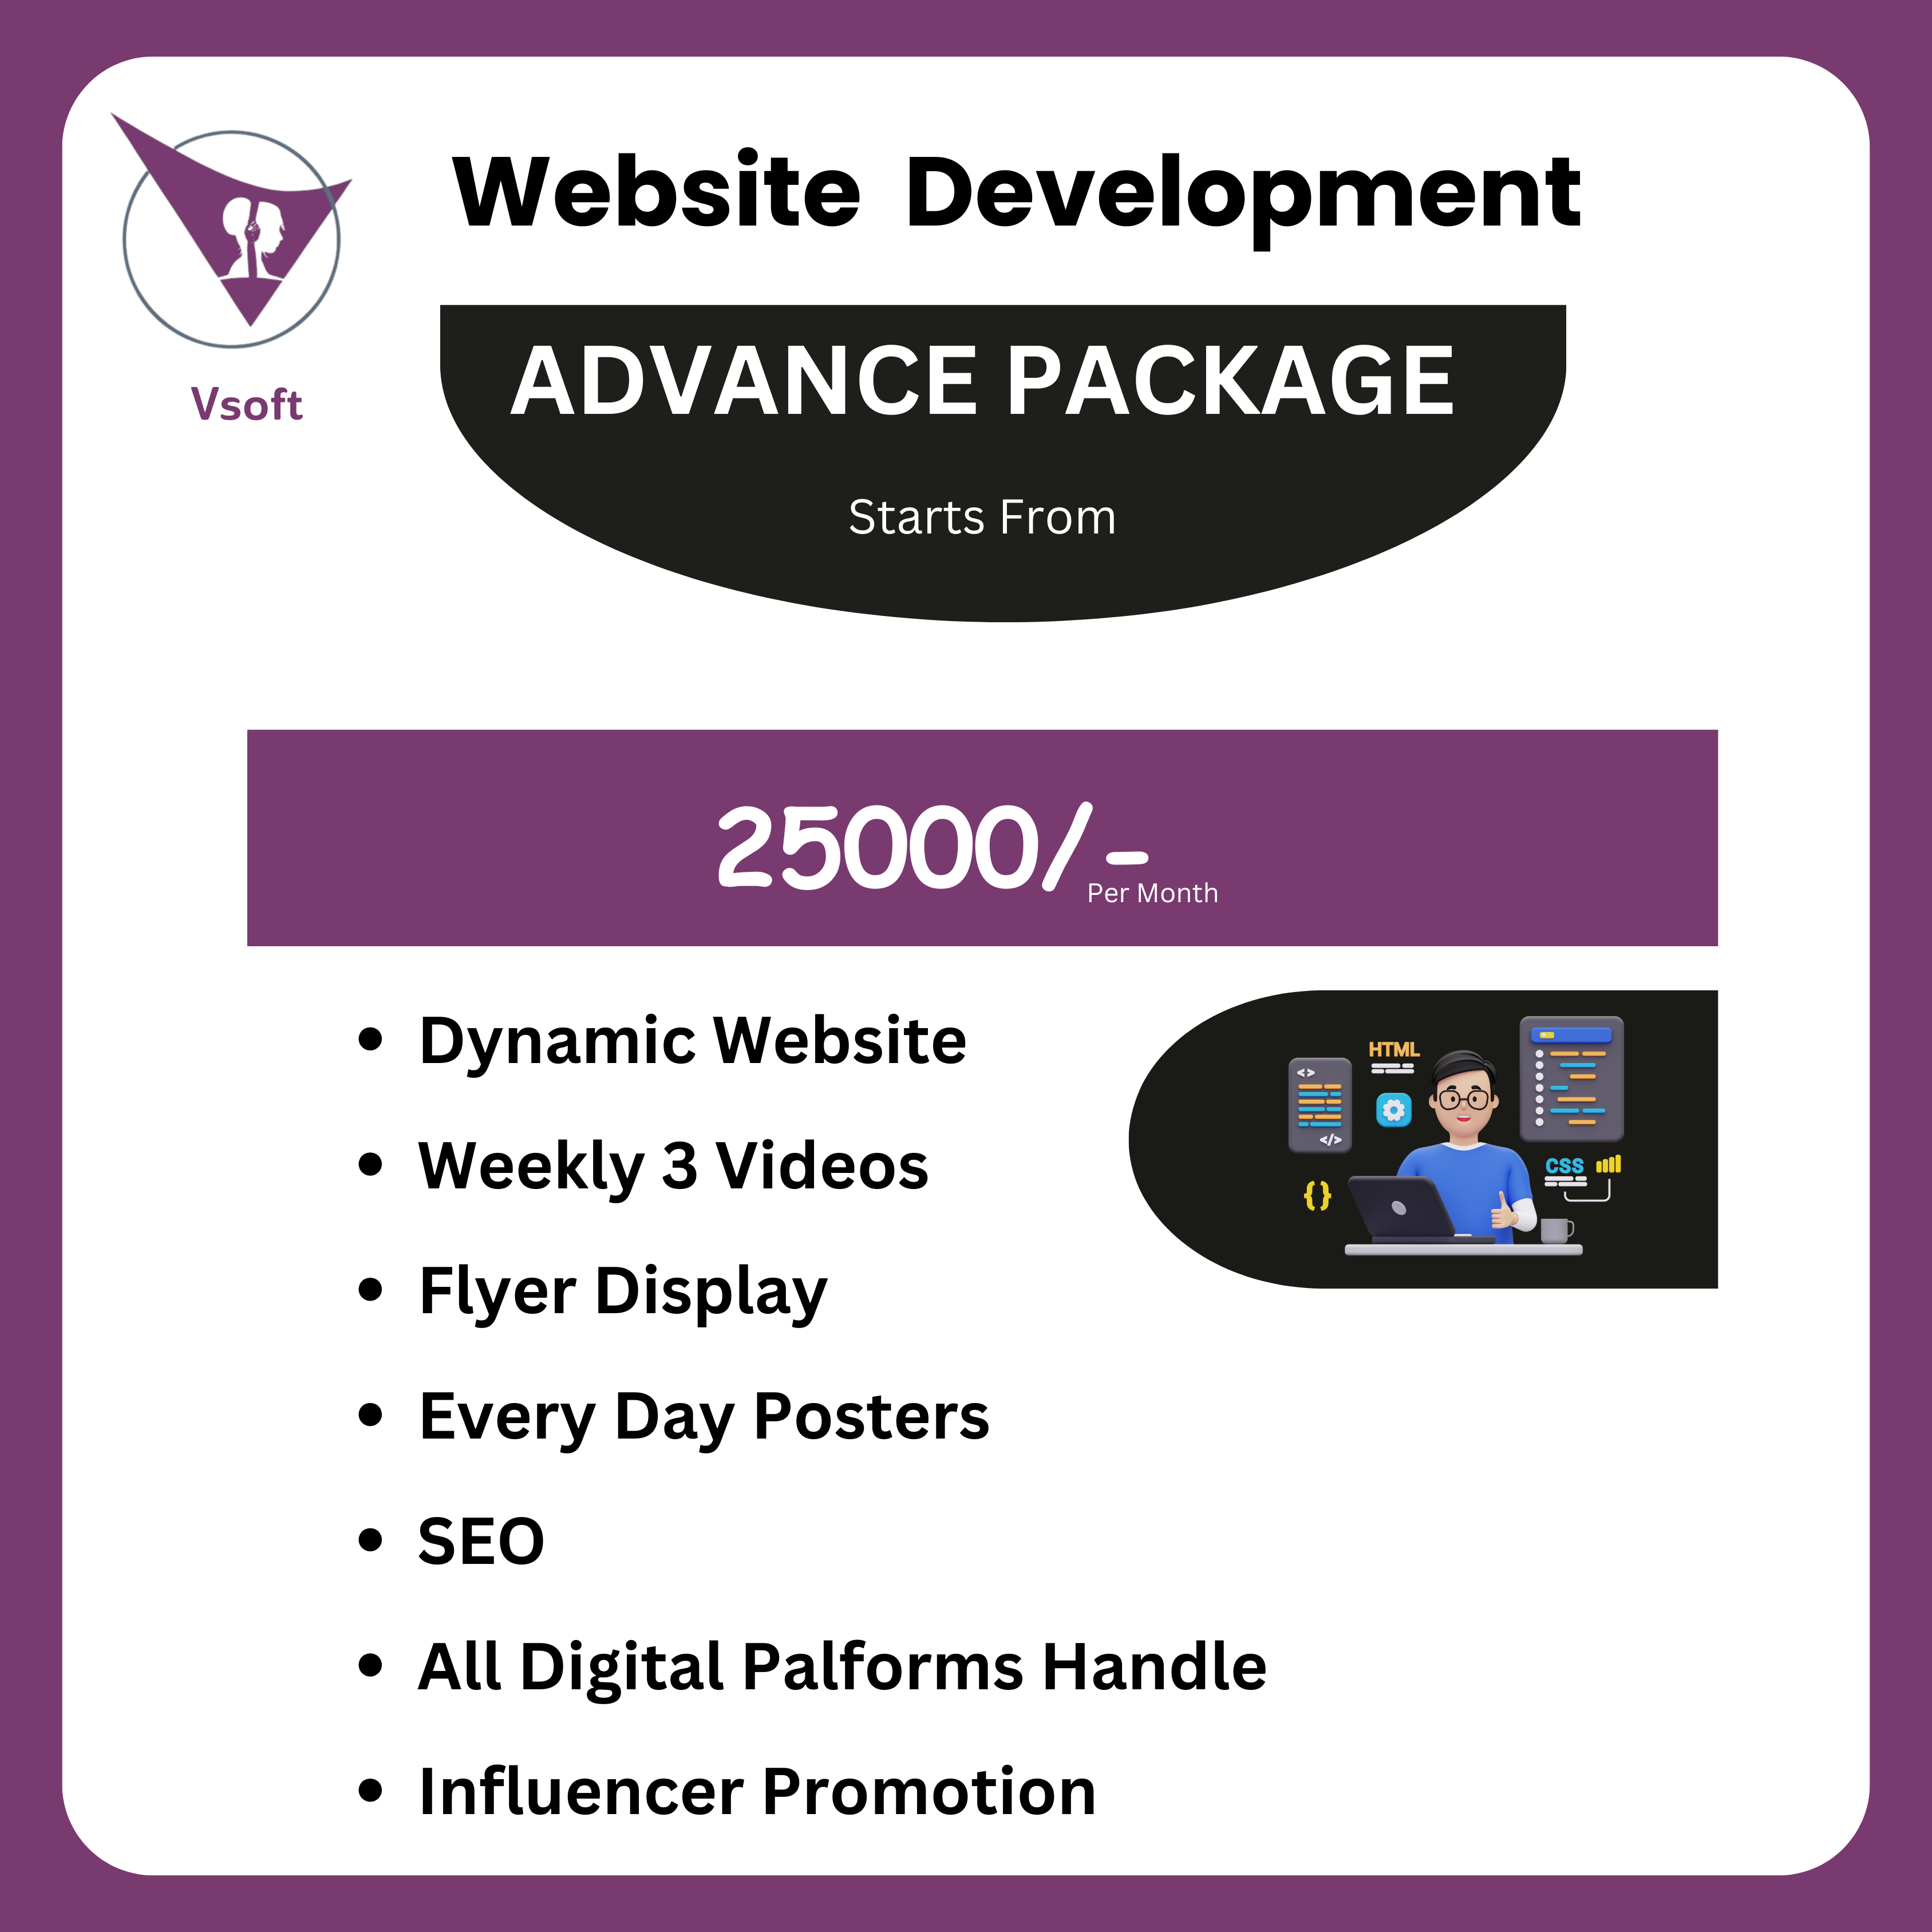 Website Development
Vsoft
ADVANCE PACKAGE
Starts From
25000/-
Per Month
• Dynamic Website
• Weekly 3 Videos
• Flyer Display
• Every Day Posters
• SEO
• All Digital Palforms Handle
• Influencer Promotion
<>
</>
HTML
{}
CSS